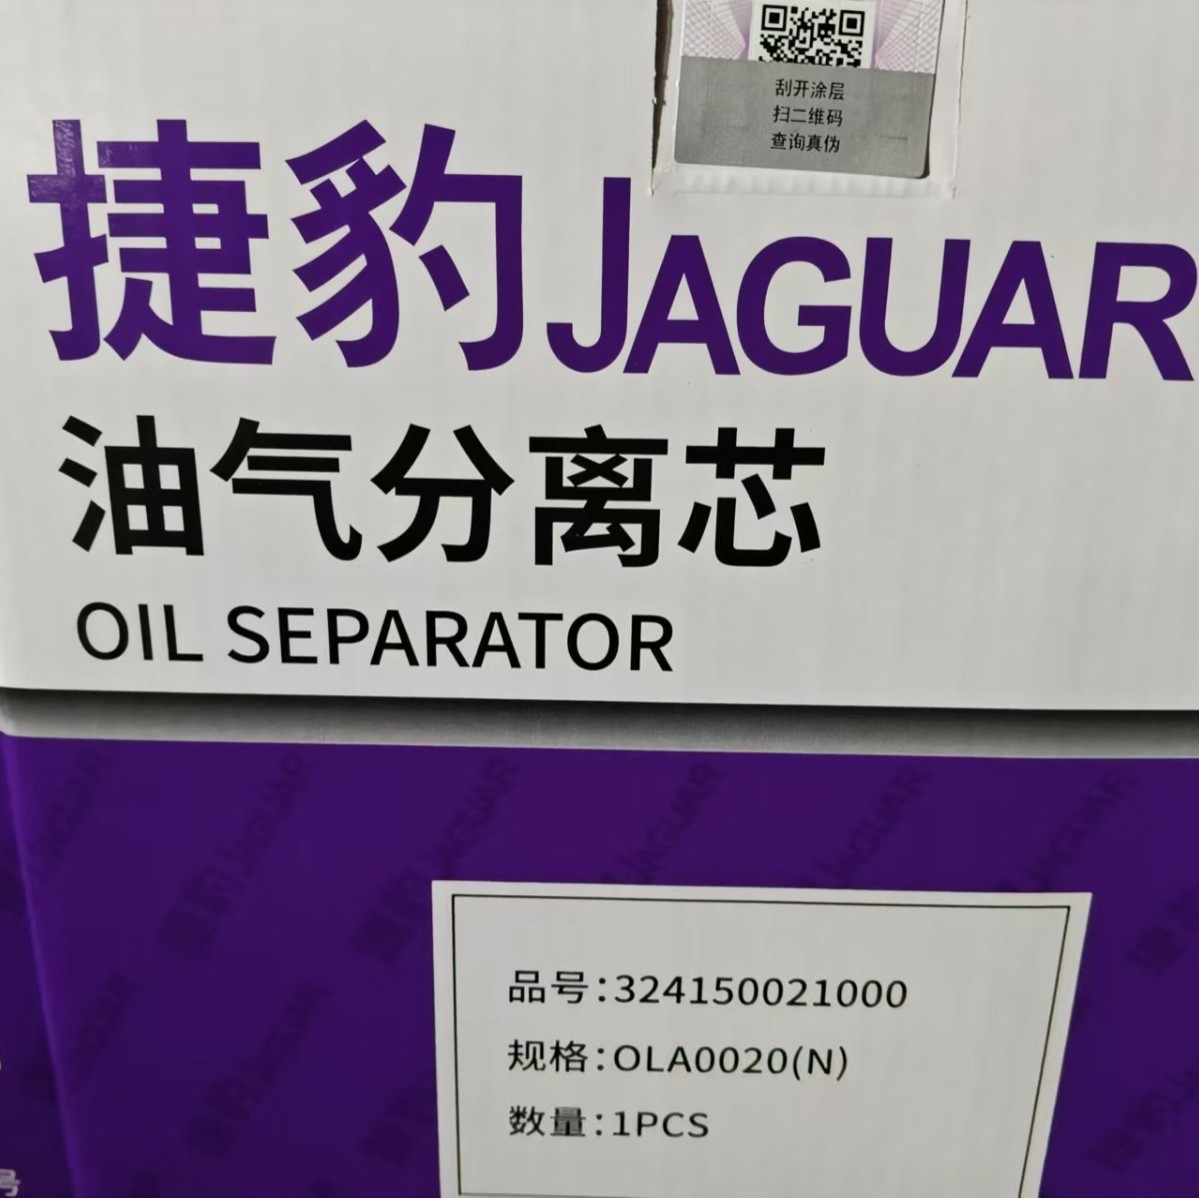 刮开涂层
扫二维码
查询真伪
捷豹JAGUAR
油气分离芯
OIL SEPARATOR
品号:324150021000
规格:OLA0020(N)
数量:1PCS
号